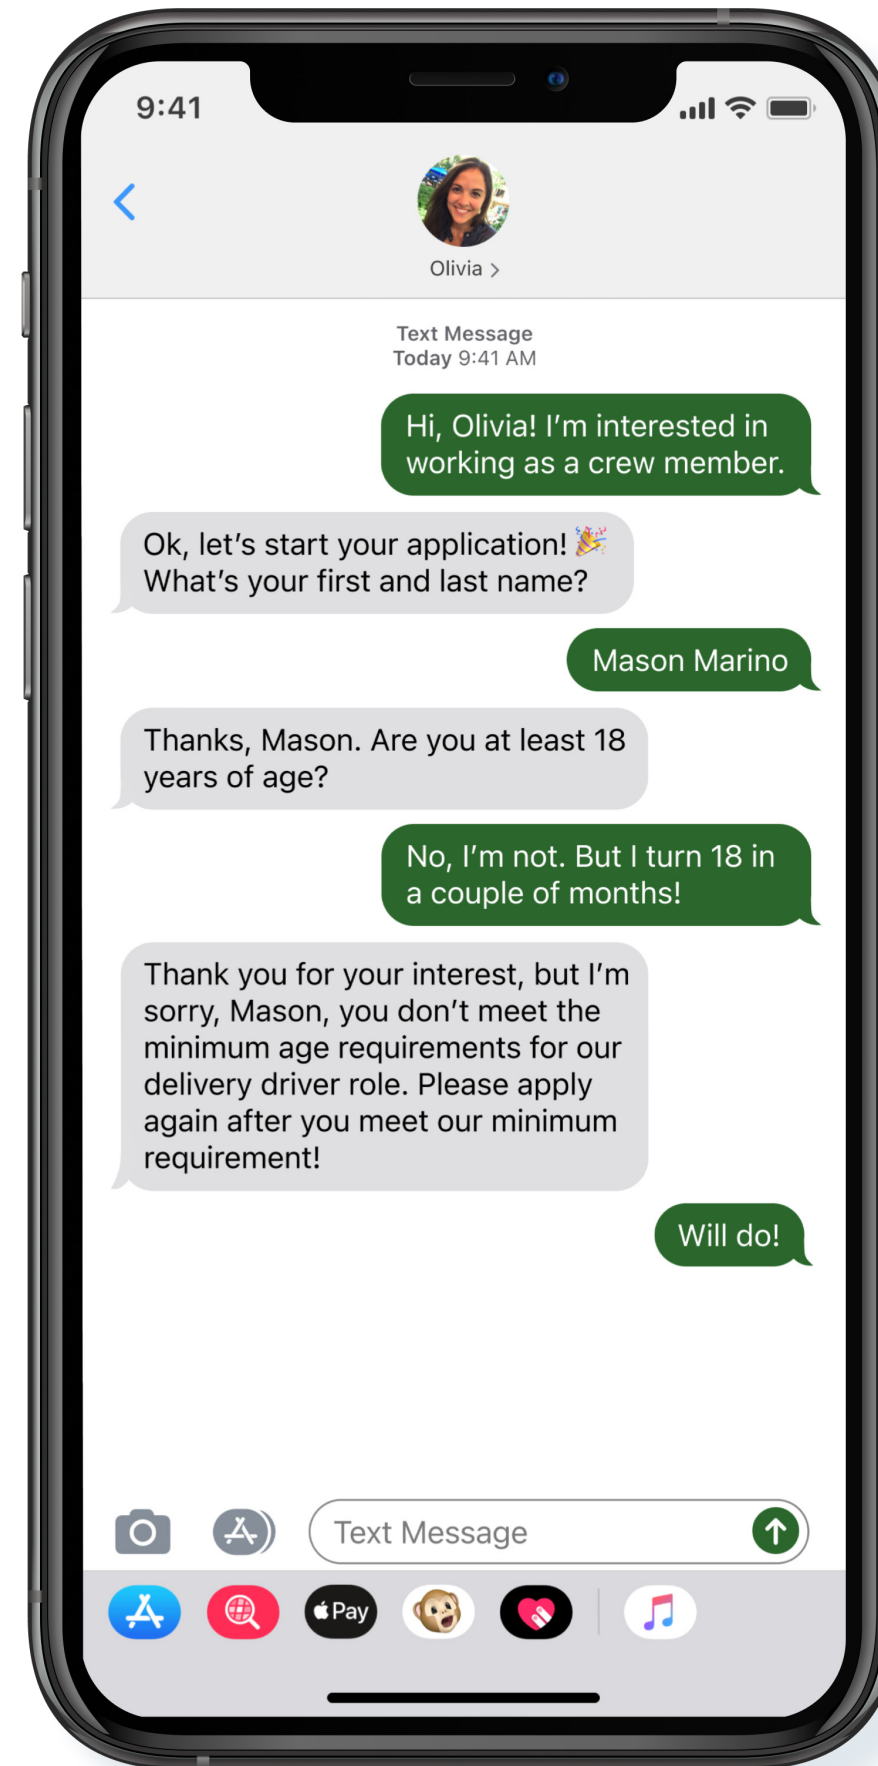 9:41
Olivia >
Text Message
Today 9:41 AM
Hi, Olivia! I’m interested in
working as a crew member.
Ok, let’s start your application! 🎉
What’s your first and last name?
Mason Marino
Thanks, Mason. Are you at least 18
years of age?
No, I’m not. But I turn 18 in
a couple of months!
Thank you for your interest, but I’m
sorry, Mason, you don’t meet the
minimum age requirements for our
delivery driver role. Please apply
again after you meet our minimum
requirement!
Will do!
Text Message
Pay